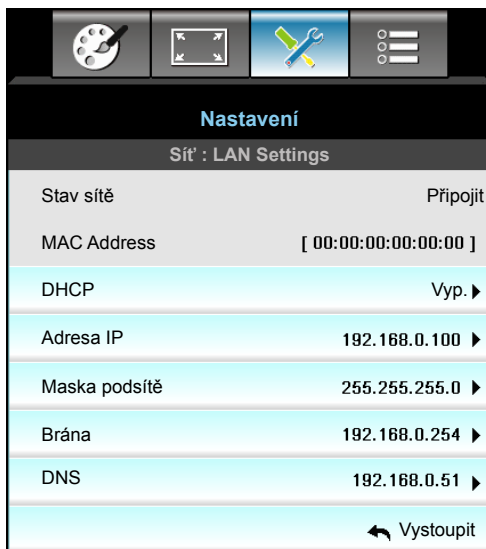 Nastavení
Síť : LAN Settings
Stav sítě Připojit
MAC Address [ 00:00:00:00:00:00 ]
DHCP Vyp.
Adresa IP 192.168.0.100
Maska podsítě 255.255.255.0
Brána 192.168.0.254
DNS 192.168.0.51
Vystoupit